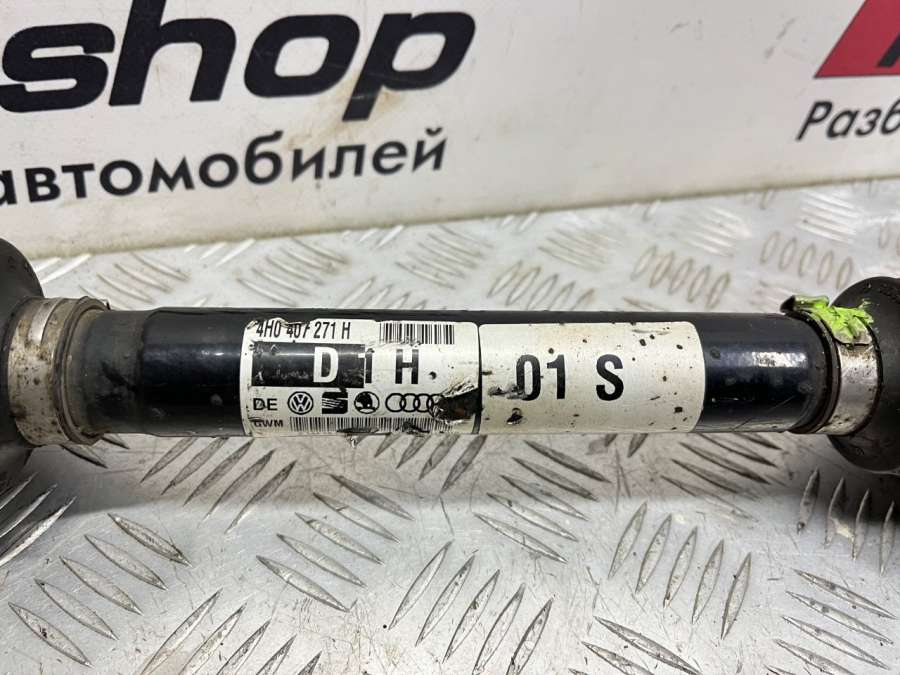 shop
автомобилей
Разб
4H0 407 271 H
D1H
01 S
DE
GWM